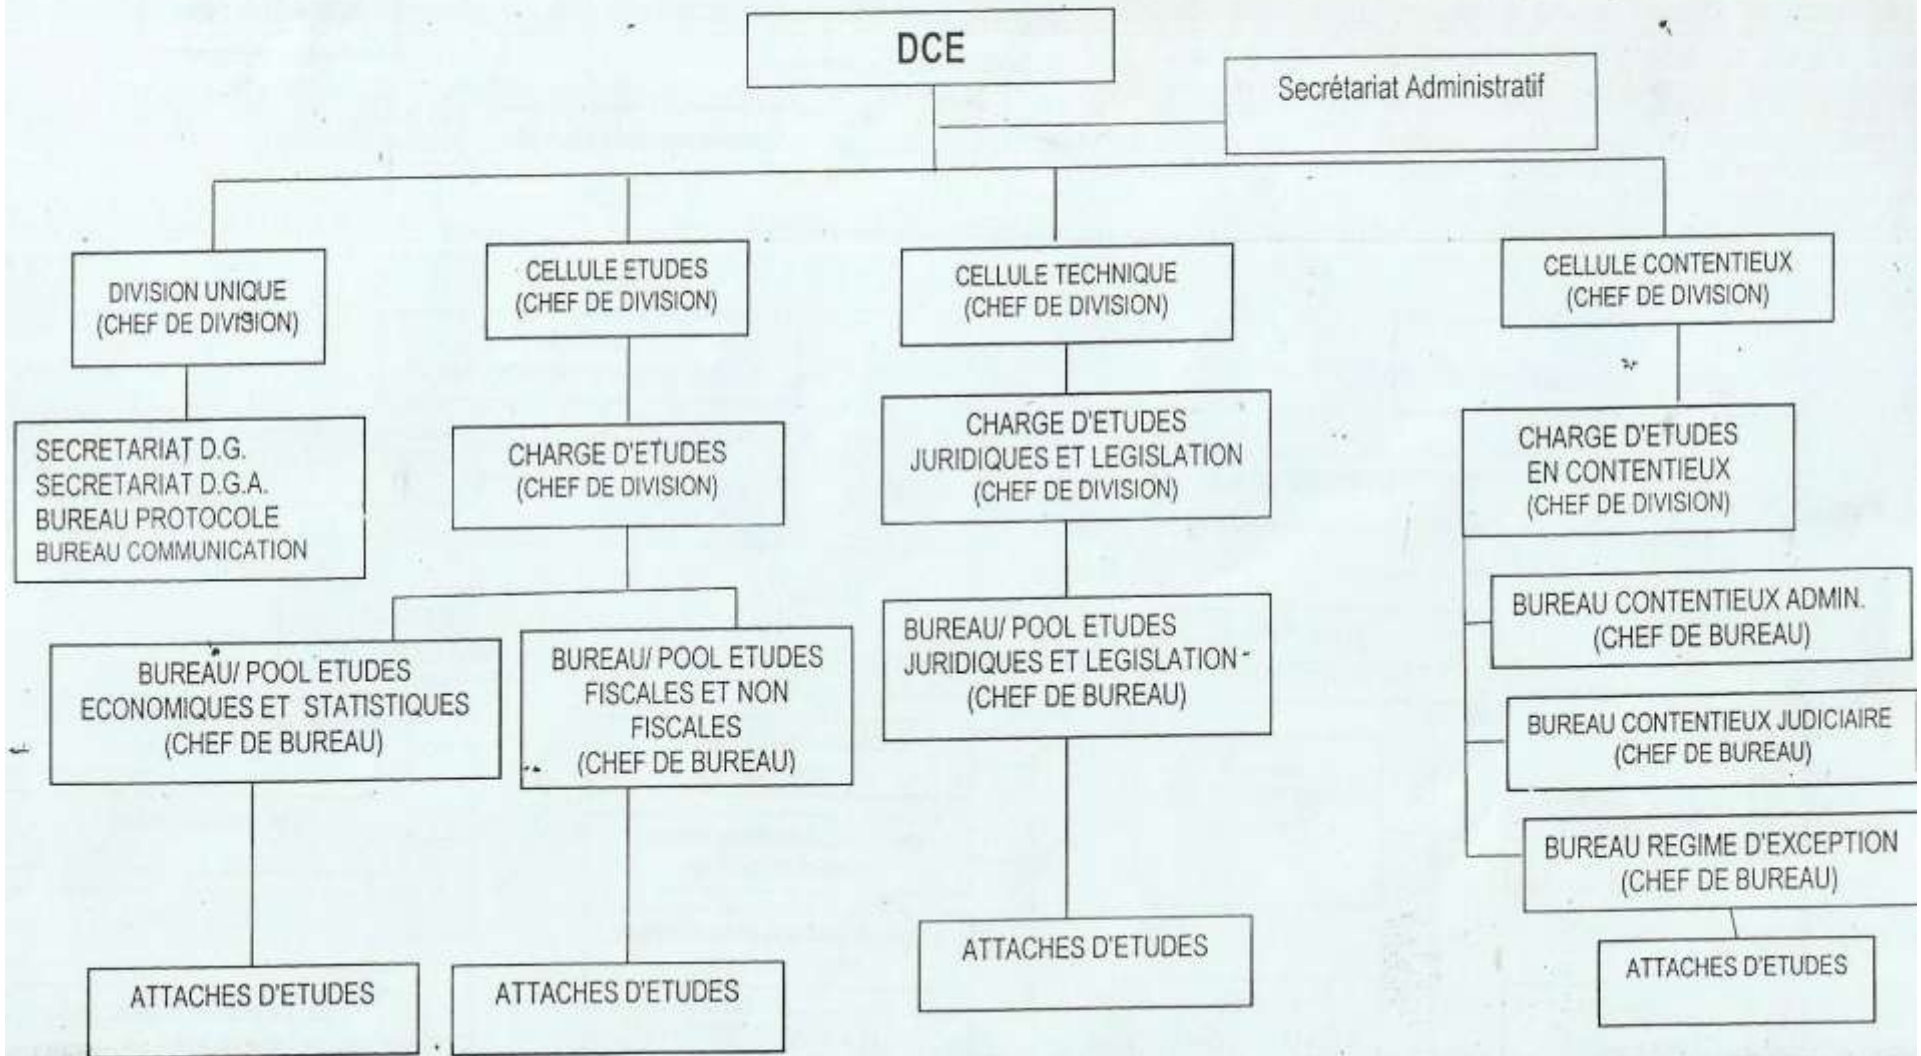 DCE
Secrétariat Administratif
DIVISION UNIQUE
(CHEF DE DIVISION)
CELLULE ETUDES
(CHEF DE DIVISION)
CELLULE TECHNIQUE
(CHEF DE DIVISION)
CELLULE CONTENTIEUX
(CHEF DE DIVISION)
SECRETARIAT D.G.
SECRETARIAT D.G.A.
BUREAU PROTOCOLE
BUREAU COMMUNICATION
CHARGE D'ETUDES
(CHEF DE DIVISION)
CHARGE D'ETUDES
JURIDIQUES ET LEGISLATION
(CHEF DE DIVISION)
CHARGE D'ETUDES
EN CONTENTIEUX
(CHEF DE DIVISION)
BUREAU/ POOL ETUDES
ECONOMIQUES ET STATISTIQUES
(CHEF DE BUREAU)
BUREAU/ POOL ETUDES
FISCALES ET NON
FISCALES
(CHEF DE BUREAU)
BUREAU/ POOL ETUDES
JURIDIQUES ET LEGISLATION
(CHEF DE BUREAU)
BUREAU CONTENTIEUX ADMIN.
(CHEF DE BUREAU)
BUREAU CONTENTIEUX JUDICIAIRE
(CHEF DE BUREAU)
BUREAU REGIME D'EXCEPTION
(CHEF DE BUREAU)
ATTACHES D'ETUDES
ATTACHES D'ETUDES
ATTACHES D'ETUDES
ATTACHES D'ETUDES